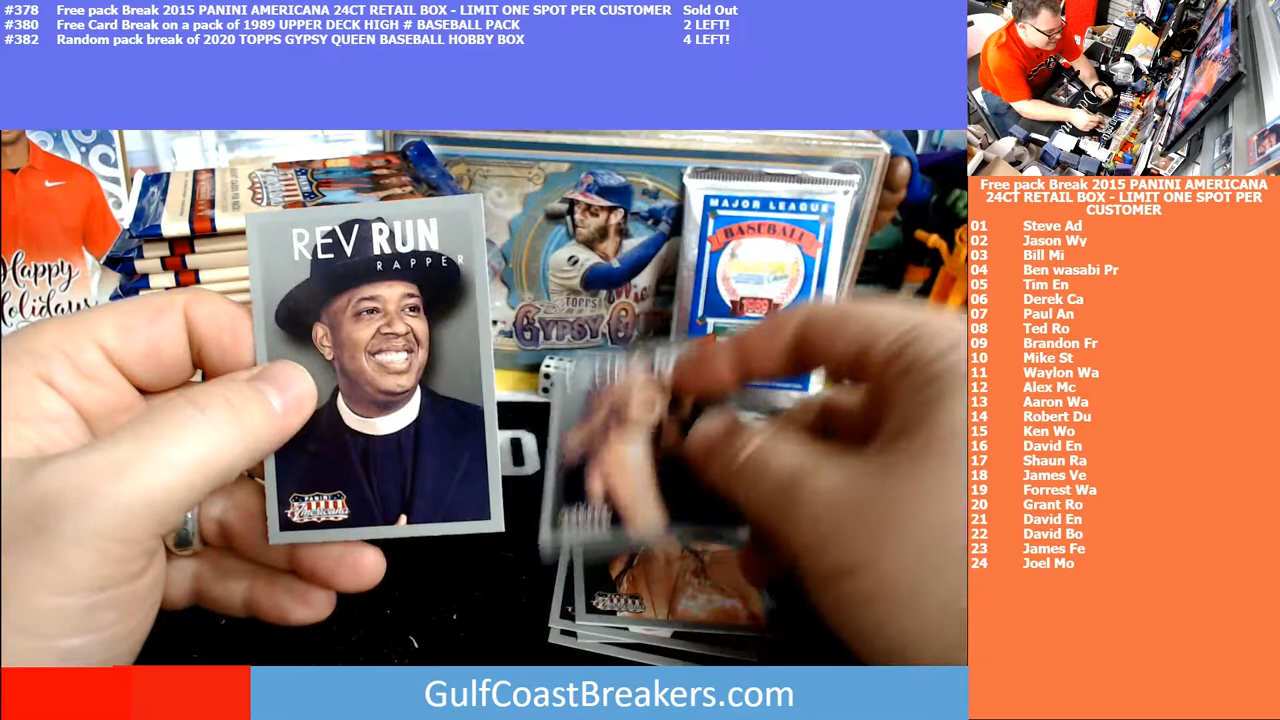 #378 Free pack Break 2015 PANINI AMERICANA 24CT RETAIL BOX - LIMIT ONE SPOT PER CUSTOMER Sold Out
#380 Free Card Break on a pack of 1989 UPPER DECK HIGH # BASEBALL PACK 2 LEFT!
#382 Random pack break of 2020 TOPPS GYPSY QUEEN BASEBALL HOBBY BOX 4 LEFT!
Happy
Holidays
REV RUN
RAPPER
PANINI
Americana
TOPPS
GYPSY Q
MAJOR LEAGUE
BASEBALL
1989
Free pack Break 2015 PANINI AMERICANA
24CT RETAIL BOX - LIMIT ONE SPOT PER
CUSTOMER
01 Steve Ad
02 Jason Wy
03 Bill Mi
04 Ben wasabi Pr
05 Tim En
06 Derek Ca
07 Paul An
08 Ted Ro
09 Brandon Fr
10 Mike St
11 Waylon Wa
12 Alex Mc
13 Aaron Wa
14 Robert Du
15 Ken Wo
16 David En
17 Shaun Ra
18 James Ve
19 Forrest Wa
20 Grant Ro
21 David En
22 David Bo
23 James Fe
24 Joel Mo
GulfCoastBreakers.com